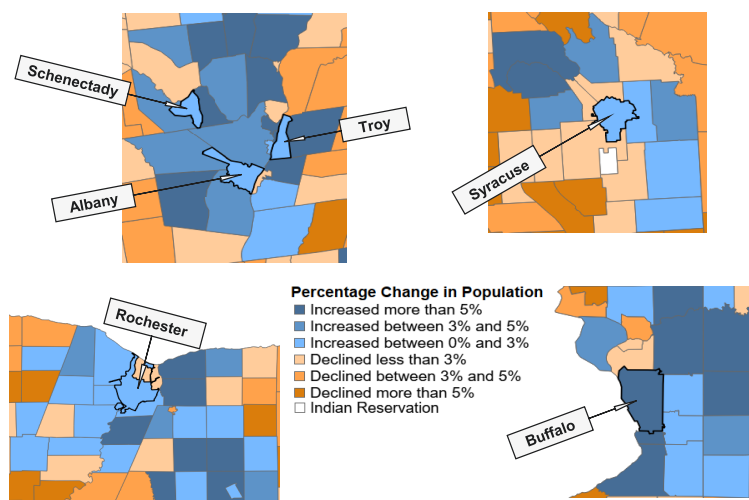 Schenectady
Troy
Albany
Syracuse
Rochester
Percentage Change in Population
Increased more than 5%
Increased between 3% and 5%
Increased between 0% and 3%
Declined less than 3%
Declined between 3% and 5%
Declined more than 5%
Indian Reservation
Buffalo